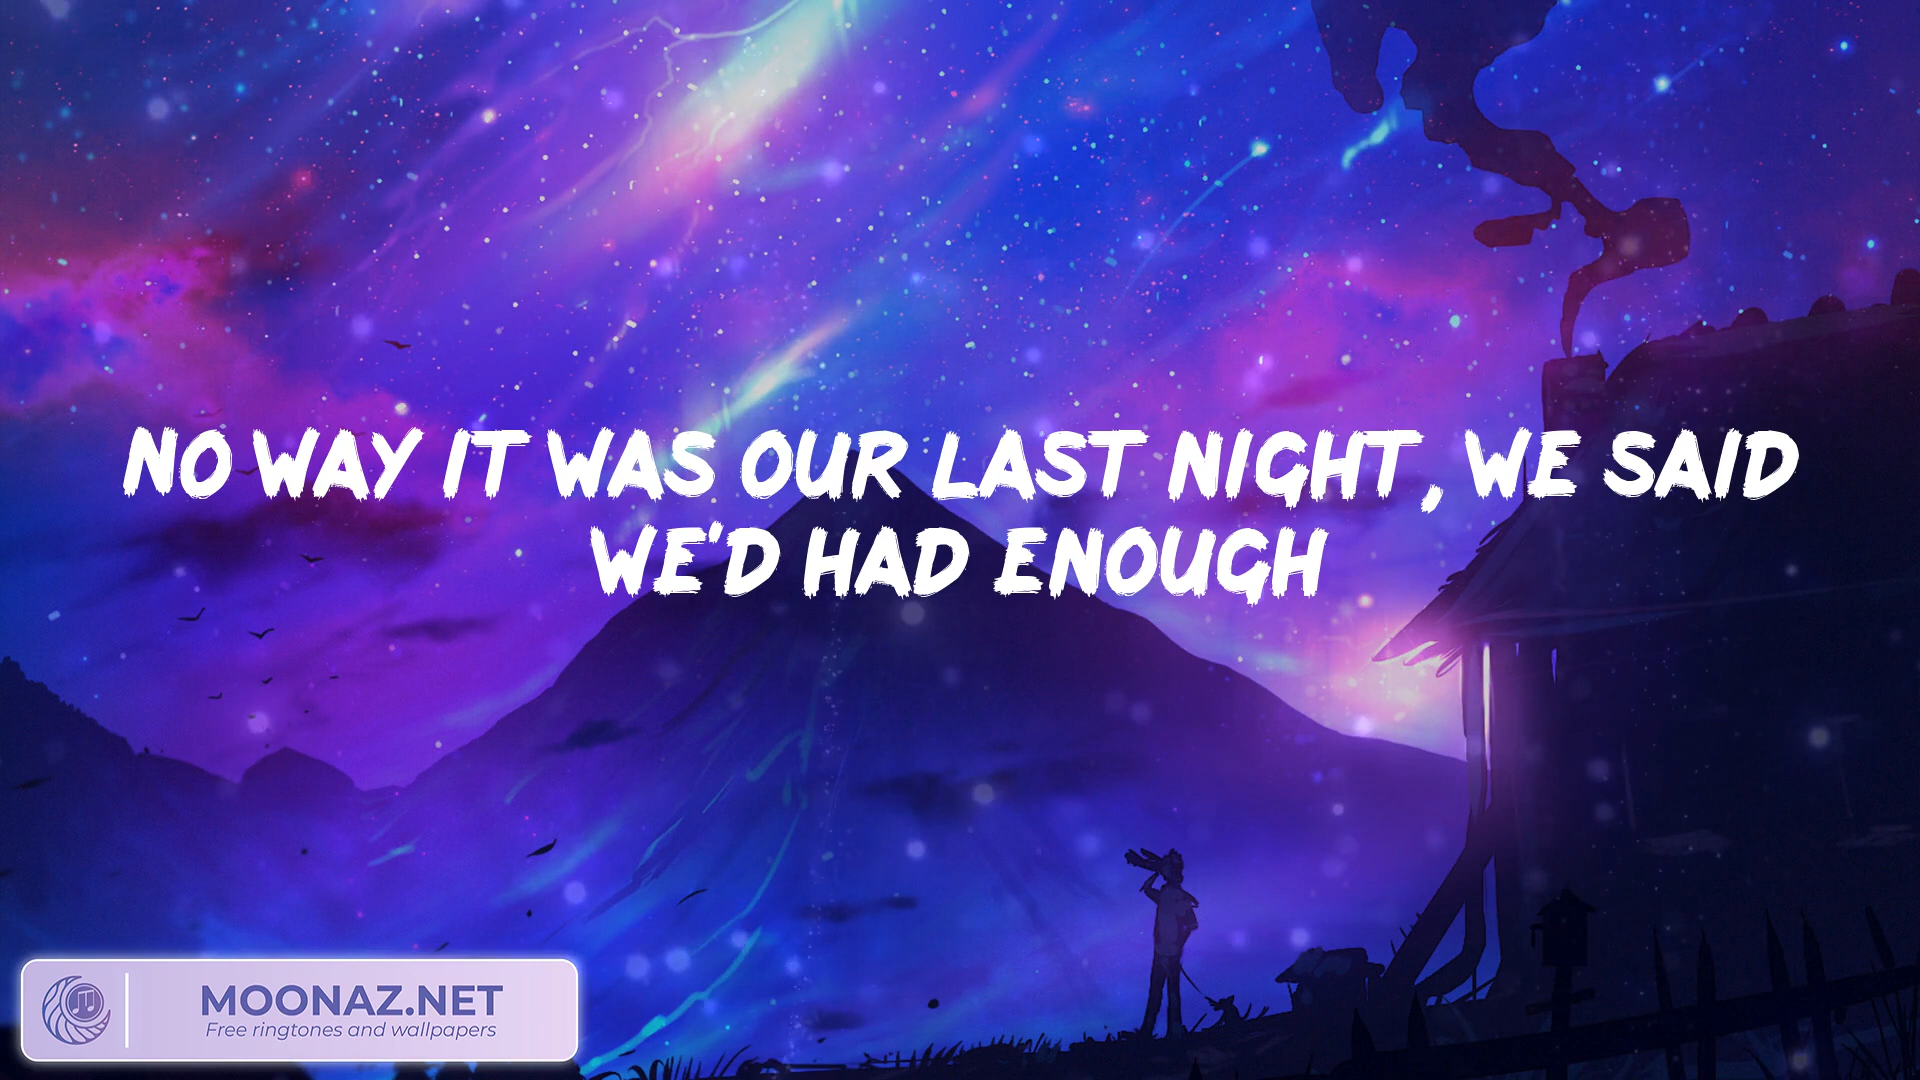 NO WAY IT WAS OUR LAST NIGHT, WE SAID
WE'D HAD ENOUGH
MOONAZ.NET
Free ringtones and wallpapers